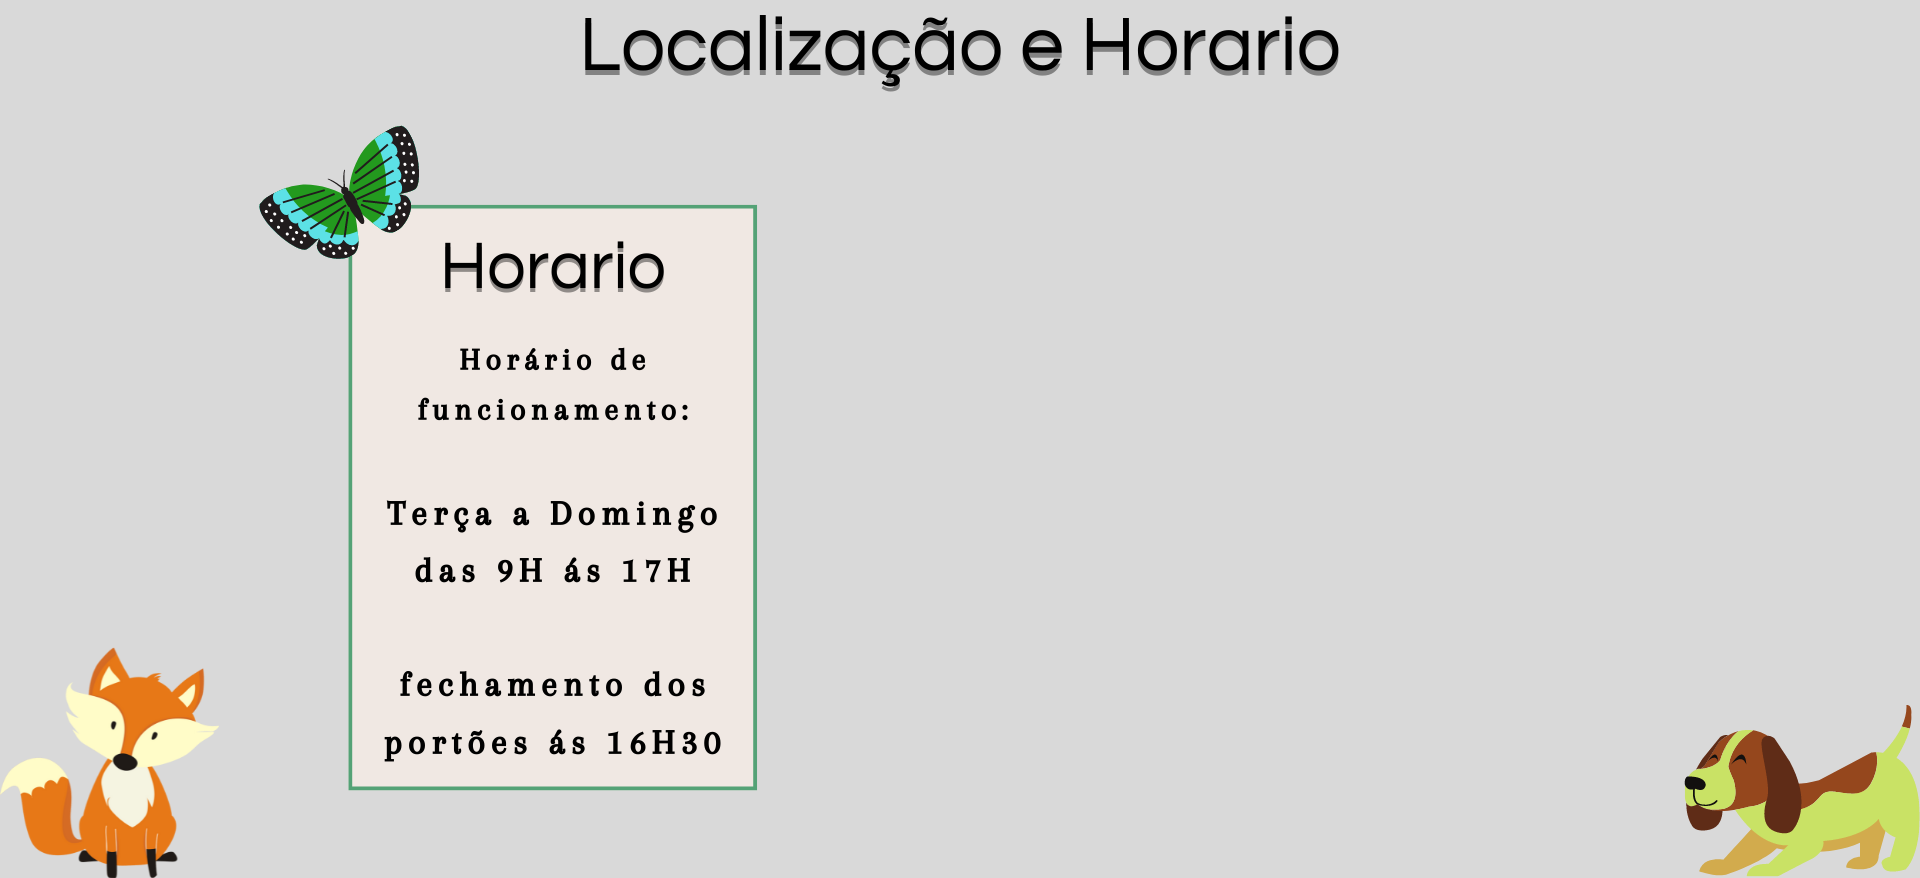 Localização e Horario
Horario
Horário de
funcionamento:
Terça a Domingo
das 9H ás 17H
fechamento dos
portões ás 16H30